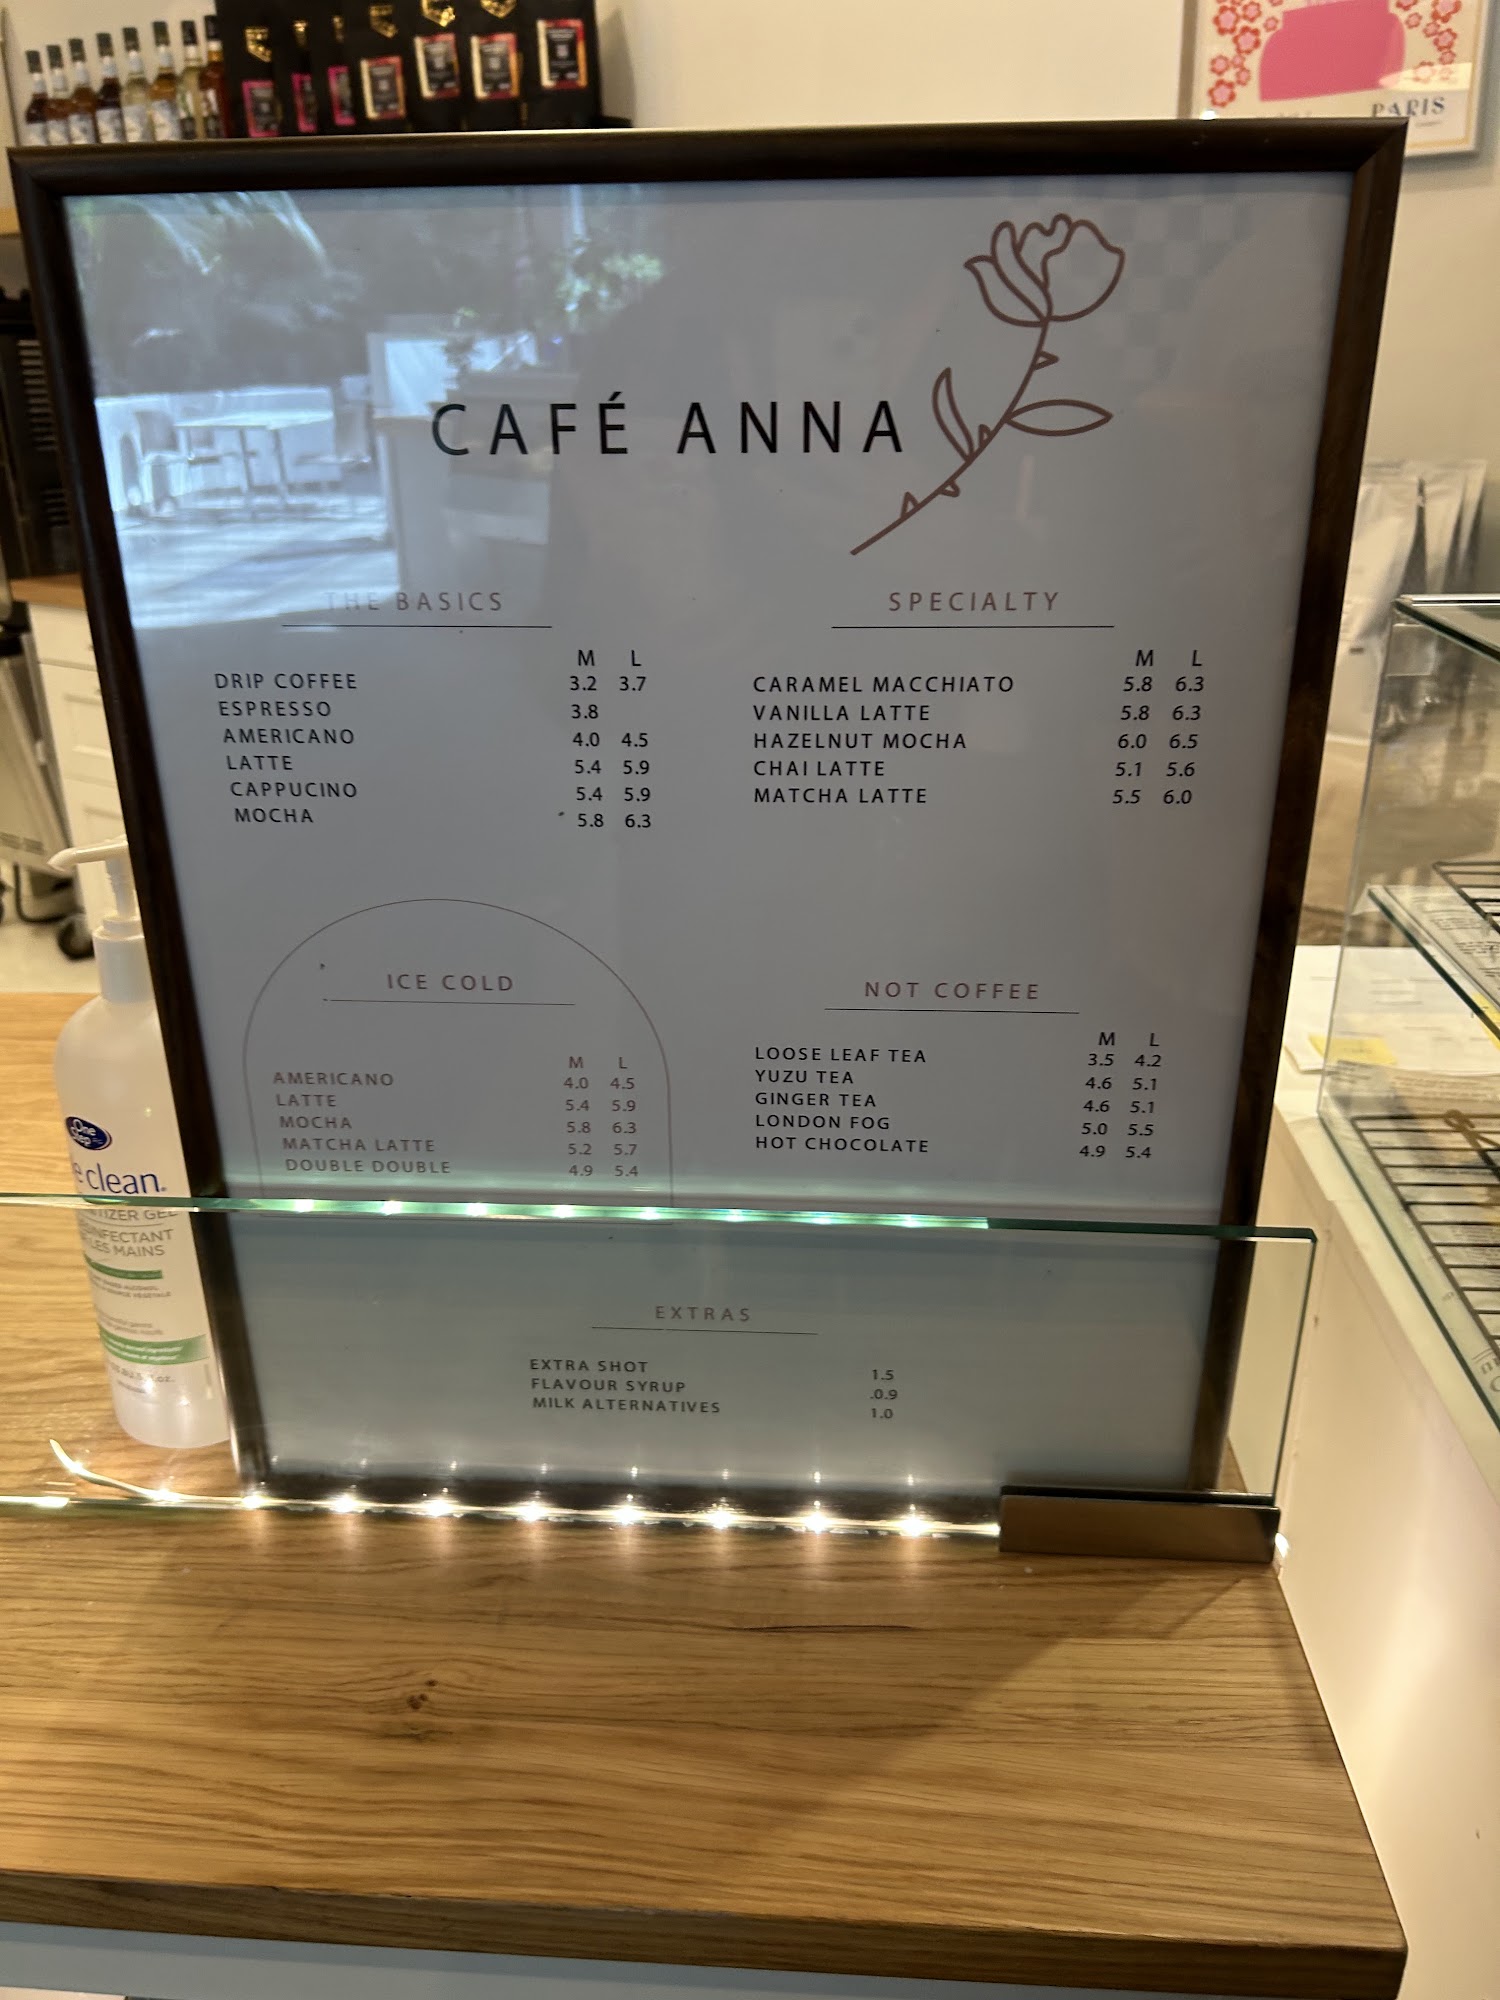 PARIS
CAFÉ ANNA
THE BASICS
M L
DRIP COFFEE 3.2 3.7
ESPRESSO 3.8
AMERICANO 4.0 4.5
LATTE 5.4 5.9
CAPPUCINO 5.4 5.9
MOCHA 5.8 6.3
SPECIALTY
M L
CARAMEL MACCHIATO 5.8 6.3
VANILLA LATTE 5.8 6.3
HAZELNUT MOCHA 6.0 6.5
CHAI LATTE 5.1 5.6
MATCHA LATTE 5.5 6.0
ICE COLD
M L
AMERICANO 4.0 4.5
LATTE 5.4 5.9
MOCHA 5.8 6.3
MATCHA LATTE 5.2 5.7
DOUBLE DOUBLE 4.9 5.4
NOT COFFEE
M L
LOOSE LEAF TEA 3.5 4.2
YUZU TEA 4.6 5.1
GINGER TEA 4.6 5.1
LONDON FOG 5.0 5.5
HOT CHOCOLATE 4.9 5.4
EXTRAS
EXTRA SHOT 1.5
FLAVOUR SYRUP .0.9
MILK ALTERNATIVES 1.0
One
Step
clean.
GEL
LES MAINS